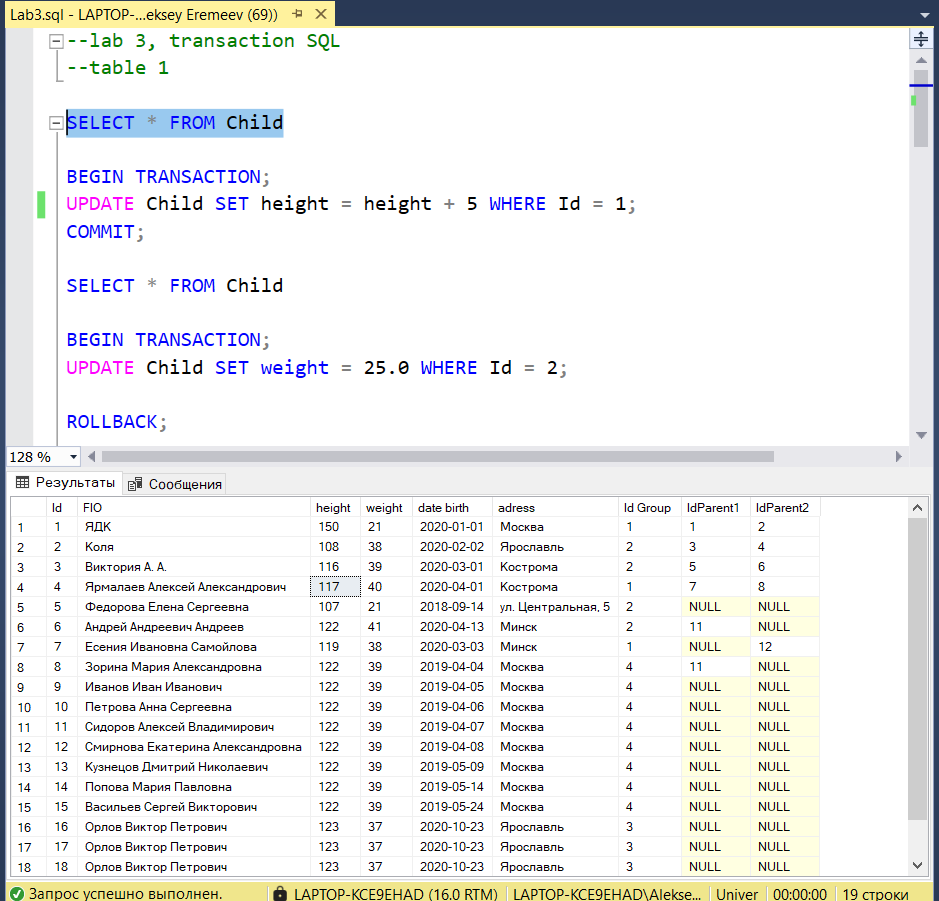 Lab3.sql - LAPTOP-...eksey Eremeev (69))
--lab 3, transaction SQL
--table 1
SELECT * FROM Child
BEGIN TRANSACTION;
UPDATE Child SET height = height + 5 WHERE Id = 1;
COMMIT;
SELECT * FROM Child
BEGIN TRANSACTION;
UPDATE Child SET weight = 25.0 WHERE Id = 2;
ROLLBACK;
128 %
Результаты Сообщения
Id FIO height weight date birth adress Id Group IdParent1 IdParent2
1 1 ЯДК 150 21 2020-01-01 Москва 1 1 2
2 2 Коля 108 38 2020-02-02 Ярославль 2 3 4
3 3 Виктория А. А. 116 39 2020-03-01 Кострома 2 5 6
4 4 Ярмалаев Алексей Александрович 117 40 2020-04-01 Кострома 1 7 8
5 5 Федорова Елена Сергеевна 107 21 2018-09-14 ул. Центральная, 5 2 NULL NULL
6 6 Андрей Андреевич Андреев 122 41 2020-04-13 Минск 2 11 NULL
7 7 Есения Ивановна Самойлова 119 38 2020-03-03 Минск 1 NULL 12
8 8 Зорина Мария Александровна 122 39 2019-04-04 Москва 4 11 NULL
9 9 Иванов Иван Иванович 122 39 2019-04-05 Москва 4 NULL NULL
10 10 Петрова Анна Сергеевна 122 39 2019-04-06 Москва 4 NULL NULL
11 11 Сидоров Алексей Владимирович 122 39 2019-04-07 Москва 4 NULL NULL
12 12 Смирнова Екатерина Александровна 122 39 2019-04-08 Москва 4 NULL NULL
13 13 Кузнецов Дмитрий Николаевич 122 39 2019-05-09 Москва 4 NULL NULL
14 14 Попова Мария Павловна 122 39 2019-05-14 Москва 4 NULL NULL
15 15 Васильев Сергей Викторович 122 39 2019-05-24 Москва 4 NULL NULL
16 16 Орлов Виктор Петрович 123 37 2020-10-23 Ярославль 3 NULL NULL
17 17 Орлов Виктор Петрович 123 37 2020-10-23 Ярославль 3 NULL NULL
18 18 Орлов Виктор Петрович 123 37 2020-10-23 Ярославль 3 NULL NULL
Запрос успешно выполнен. LAPTOP-KCE9EHAD (16.0 RTM) LAPTOP-KCE9EHAD\Alekse... Univer 00:00:00 19 строки